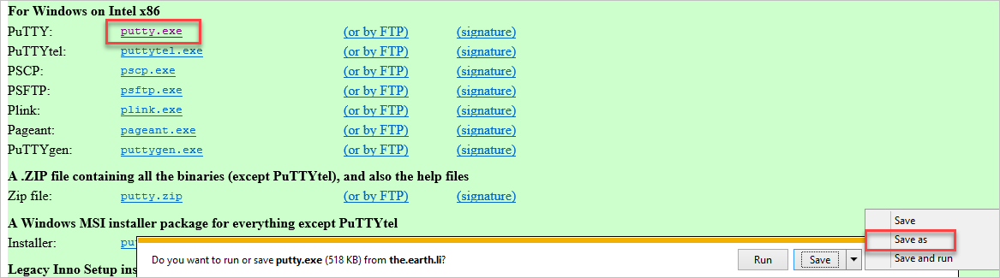 For Windows on Intel x86
PuTTY: putty.exe (or by FTP) (signature)
PuTTYtel: puttytel.exe (or by FTP) (signature)
PSCP: pscp.exe (or by FTP) (signature)
PSFTP: psftp.exe (or by FTP) (signature)
Plink: plink.exe (or by FTP) (signature)
Pageant: pageant.exe (or by FTP) (signature)
PuTTYgen: puttygen.exe (or by FTP) (signature)
A .ZIP file containing all the binaries (except PuTTYtel), and also the help files
Zip file: putty.zip (or by FTP) (signature)
A Windows MSI installer package for everything except PuTTYtel
Installer: pu
Legacy Inno Setup ins
Do you want to run or save putty.exe (518 KB) from the.earth.li? Run Save
Save
Save as
Save and run